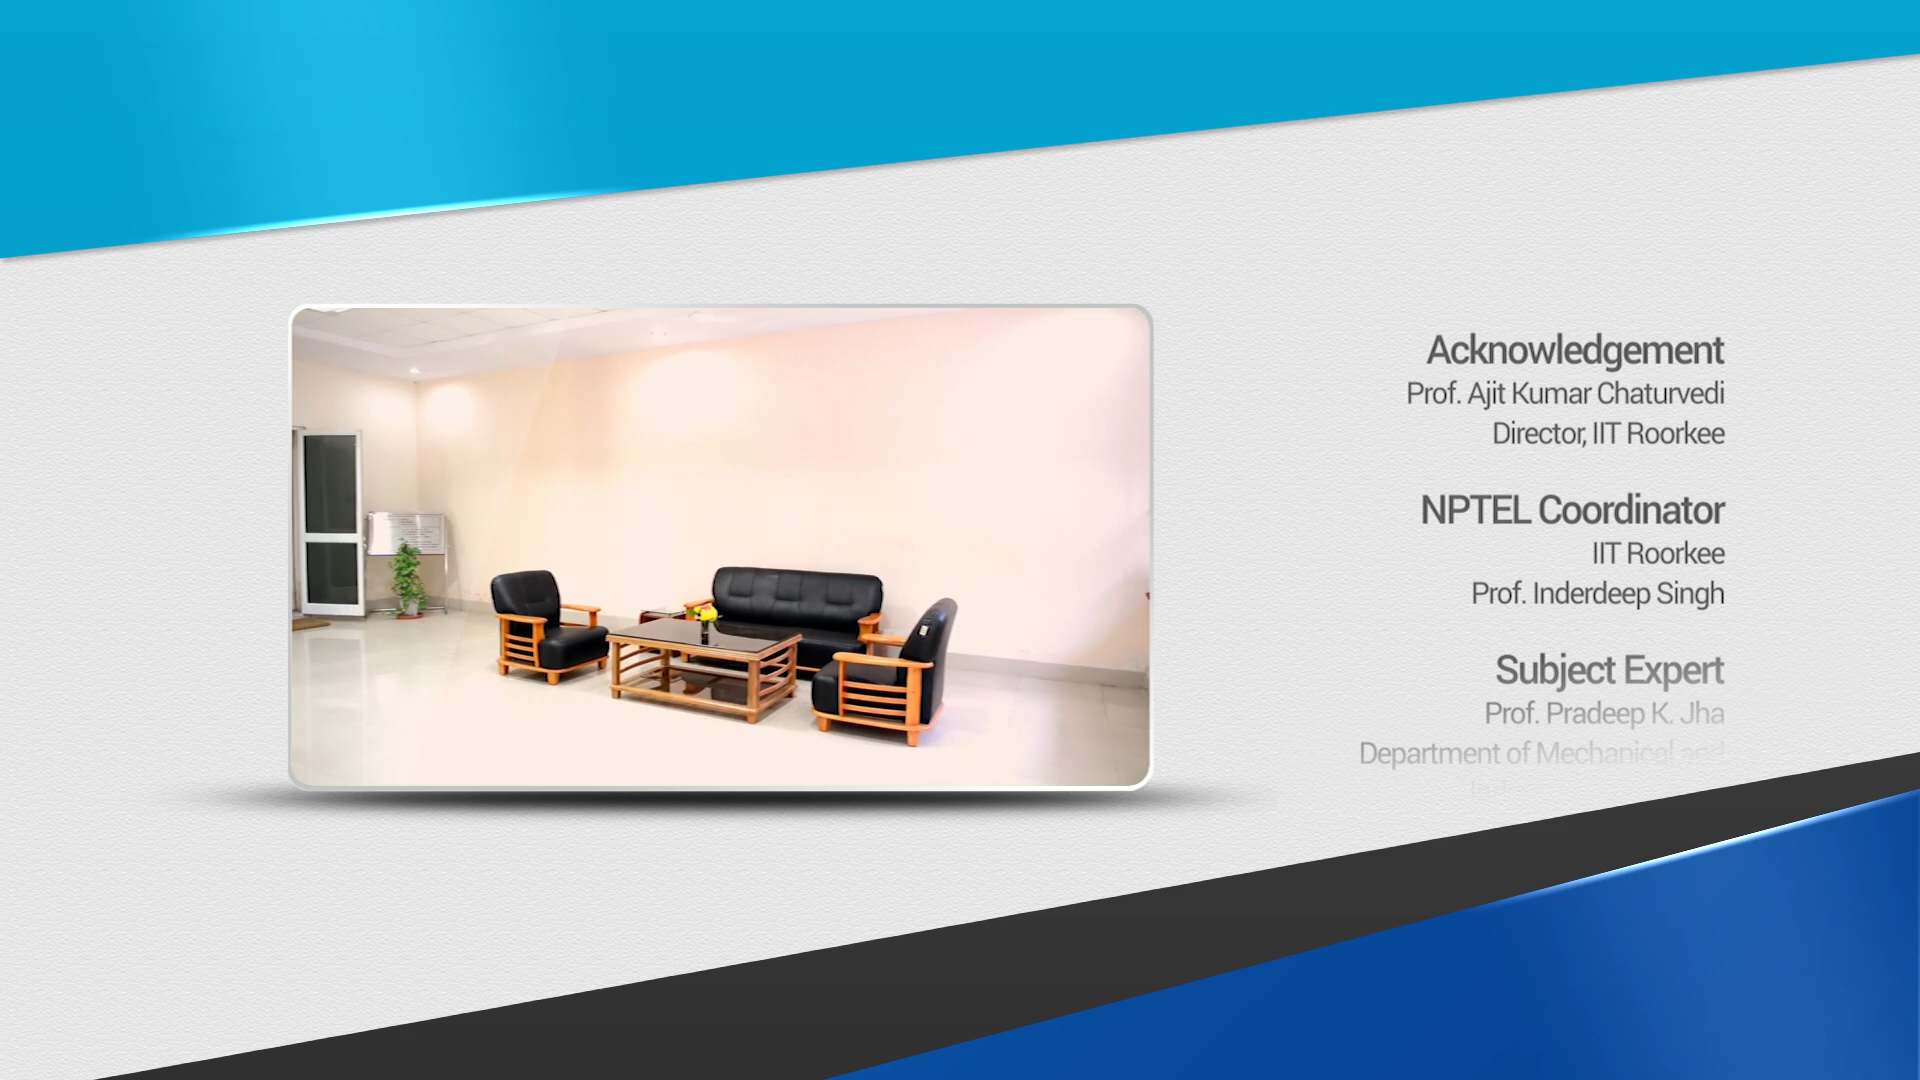 Acknowledgement
Prof. Ajit Kumar Chaturvedi
Director, IIT Roorkee
NPTEL Coordinator
IIT Roorkee
Prof. Inderdeep Singh
Subject Expert
Prof. Pradeep K. Jha
Department of Mechanical and